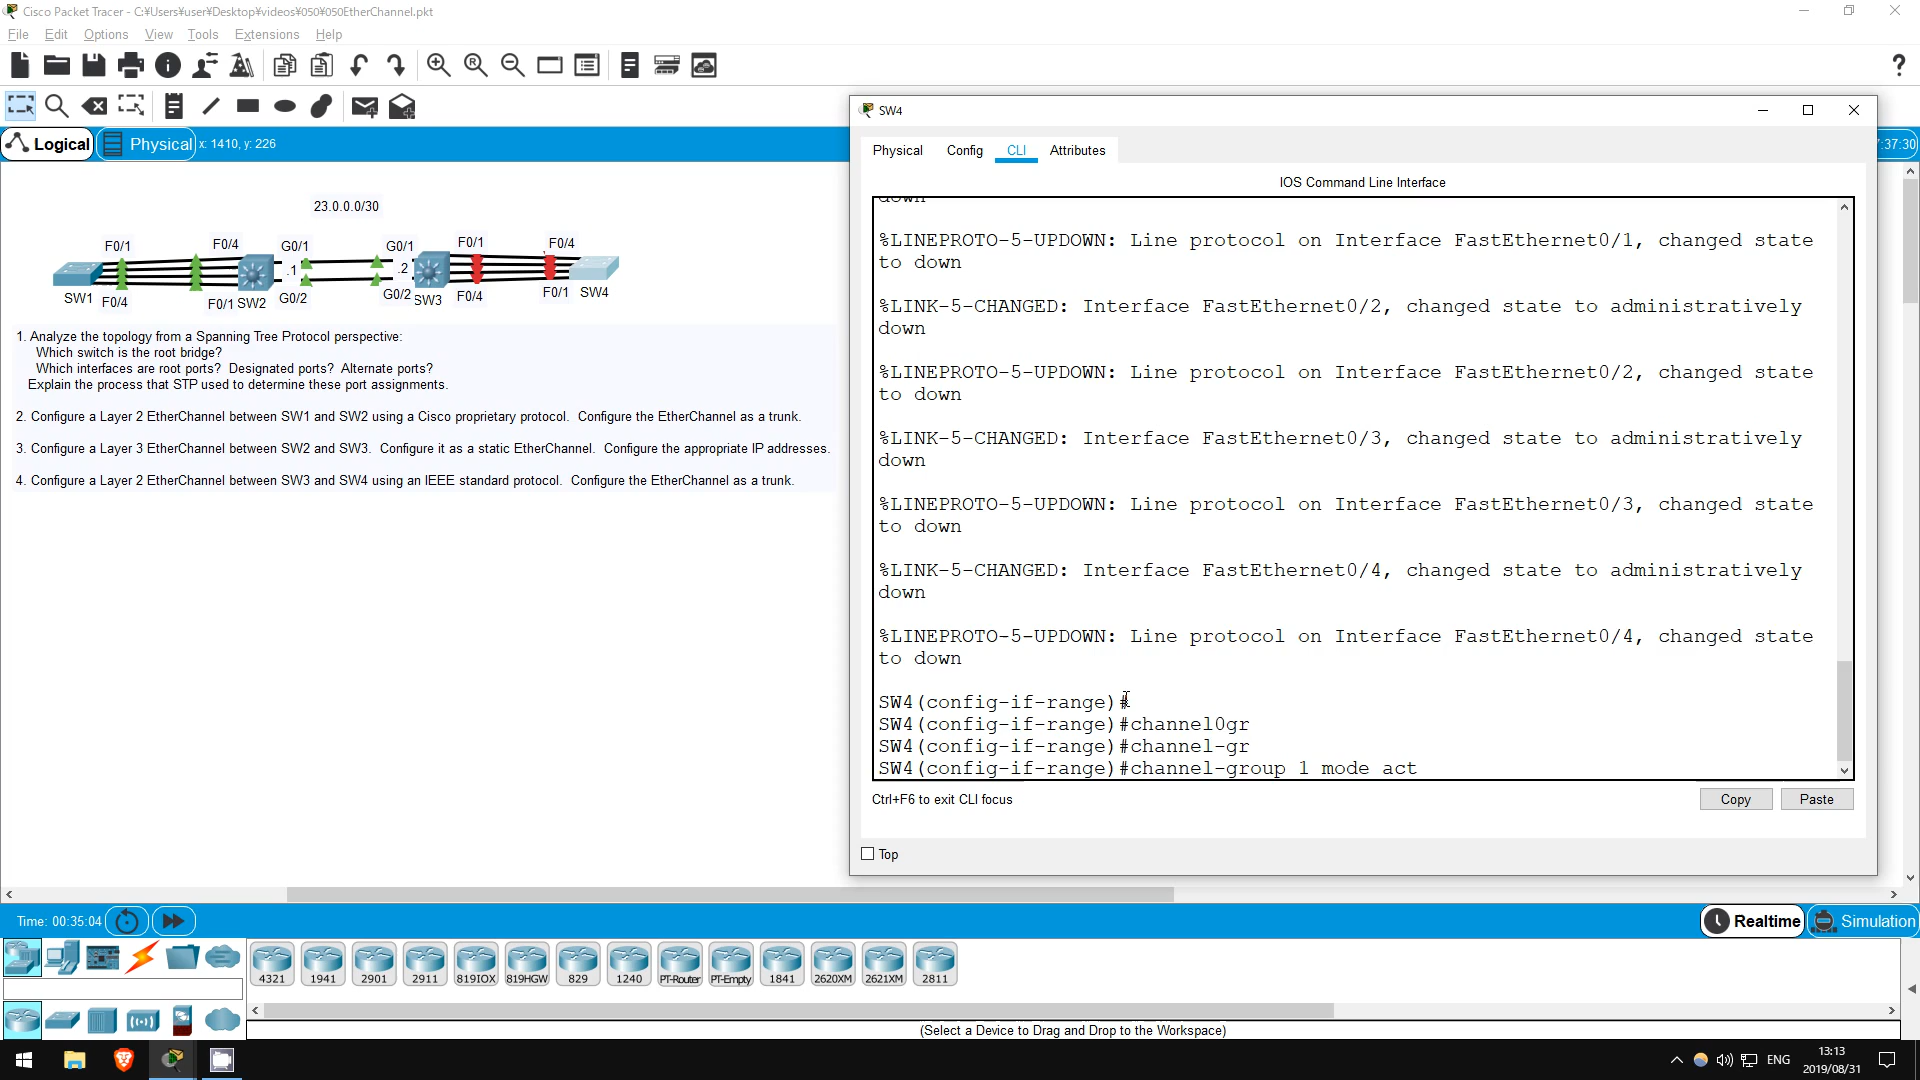 Cisco Packet Tracer - C:¥Users¥user¥Desktop¥videos¥050¥050EtherChannel.pkt
File Edit Options View Tools Extensions Help
Logical
Physical
x: 1410, y: 226
:37:30
23.0.0.0/30
F0/1
F0/4
G0/1
G0/1
F0/1
F0/4
.1
.2
SW1
F0/4
F0/1
SW2
G0/2
G0/2
SW3
F0/4
F0/1
SW4
1. Analyze the topology from a Spanning Tree Protocol perspective:
Which switch is the root bridge?
Which interfaces are root ports?  Designated ports?  Alternate ports?
Explain the process that STP used to determine these port assignments.
2. Configure a Layer 2 EtherChannel between SW1 and SW2 using a Cisco proprietary protocol.  Configure the EtherChannel as a trunk.
3. Configure a Layer 3 EtherChannel between SW2 and SW3.  Configure it as a static EtherChannel.  Configure the appropriate IP addresses.
4. Configure a Layer 2 EtherChannel between SW3 and SW4 using an IEEE standard protocol.  Configure the EtherChannel as a trunk.
SW4
Physical Config CLI Attributes
IOS Command Line Interface
down
%LINEPROTO-5-UPDOWN: Line protocol on Interface FastEthernet0/1, changed state
to down
%LINK-5-CHANGED: Interface FastEthernet0/2, changed state to administratively
down
%LINEPROTO-5-UPDOWN: Line protocol on Interface FastEthernet0/2, changed state
to down
%LINK-5-CHANGED: Interface FastEthernet0/3, changed state to administratively
down
%LINEPROTO-5-UPDOWN: Line protocol on Interface FastEthernet0/3, changed state
to down
%LINK-5-CHANGED: Interface FastEthernet0/4, changed state to administratively
down
%LINEPROTO-5-UPDOWN: Line protocol on Interface FastEthernet0/4, changed state
to down
SW4(config-if-range)#
SW4(config-if-range)#channel0gr
SW4(config-if-range)#channel-gr
SW4(config-if-range)#channel-group 1 mode act
Ctrl+F6 to exit CLI focus
Copy
Paste
Top
Time: 00:35:04
Realtime
Simulation
4321 1941 2901 2911 819IOX 819HGW 829 1240 PT-Router PT-Empty 1841 2620XM 2621XM 2811
(Select a Device to Drag and Drop to the Workspace)
ENG
13:13
2019/08/31